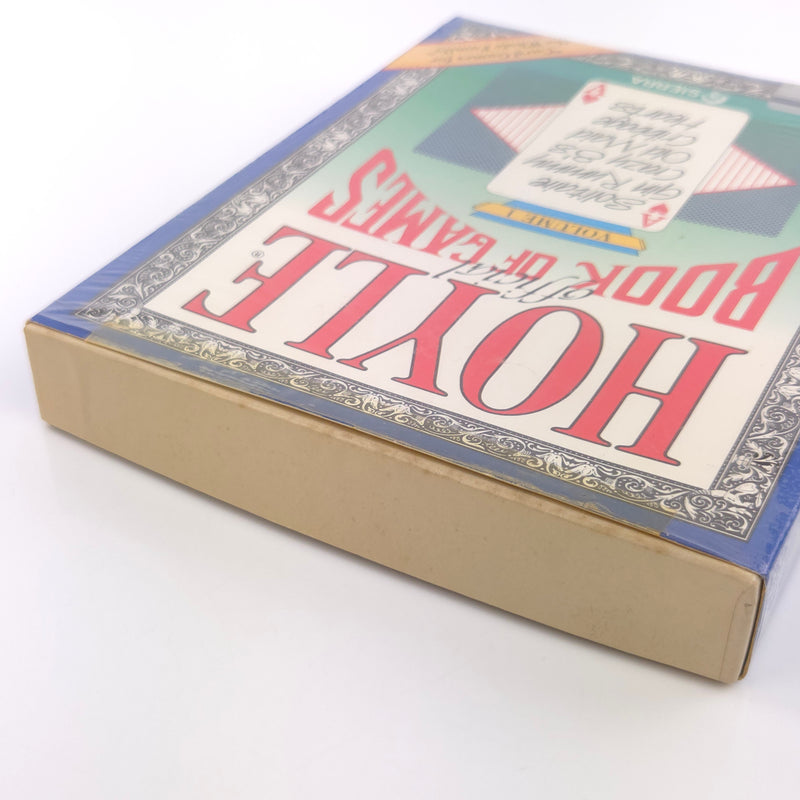 HOYLE®
official
BOOK OF GAMES
VOLUME 1
A
Solitaire
Gin Rummy
Crazy 8's
Old Maid
Cribbage
Hearts
A
SIERRA